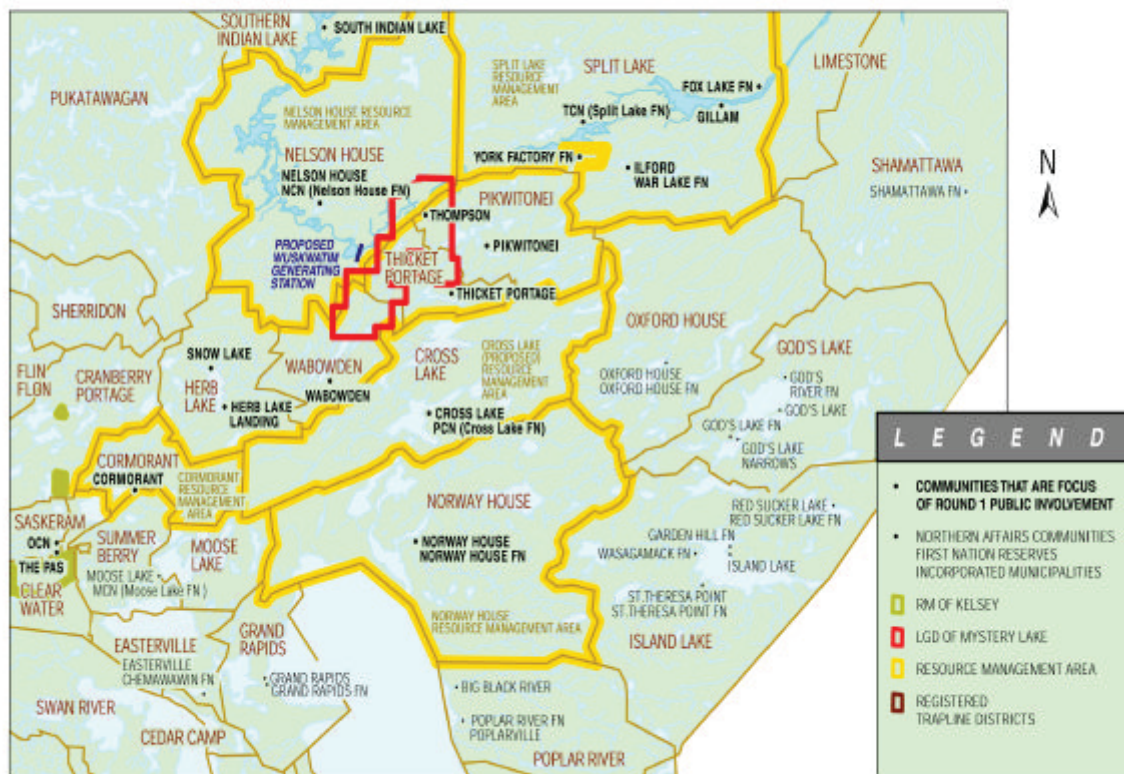 SOUTHERN
INDIAN LAKE
SOUTH INDIAN LAKE
PUKATAWAGAN
SPLIT LAKE
RESOURCE
MANAGEMENT
AREA
SPLIT LAKE
LIMESTONE
FOX LAKE FN
GILLAM
TCN (Split Lake FN)
NELSON HOUSE RESOURCE
MANAGEMENT AREA
NELSON HOUSE
NELSON HOUSE
NCN (Nelson House FN)
YORK FACTORY FN
ILFORD
WAR LAKE FN
SHAMATTAWA
SHAMATTAWA FN
N
PIKWITONEI
THOMPSON
PIKWITONEI
PROPOSED
WUSKWATIM
GENERATING
STATION
THICKET
PORTAGE
THICKET PORTAGE
SHERRIDON
OXFORD HOUSE
GOD'S LAKE
SNOW LAKE
WABOWDEN
CROSS
LAKE
CROSS LAKE
(PROPOSED)
RESOURCE
MANAGEMENT
AREA
FLIN
FLON
CRANBERRY
PORTAGE
HERB
LAKE
HERB LAKE
LANDING
WABOWDEN
OXFORD HOUSE
OXFORD HOUSE FN
GOD'S
RIVER FN
GOD'S LAKE
CROSS LAKE
PCN (Cross Lake FN)
GOD'S LAKE FN
GOD'S LAKE
NARROWS
CORMORANT
CORMORANT
CORMORANT
RESOURCE
MANAGEMENT
AREA
NORWAY HOUSE
RED SUCKER LAKE
RED SUCKER LAKE FN
SASKERAM
OCN
THE PAS
CLEAR
WATER
SUMMER
BERRY
MOOSE
LAKE
MOOSE LAKE
MCN (Moose Lake FN )
NORWAY HOUSE
NORWAY HOUSE FN
GARDEN HILL FN
WASAGAMACK FN
ISLAND LAKE
ST.THERESA POINT
ST.THERESA POINT FN
NORWAY HOUSE
RESOURCE MANAGEMENT AREA
ISLAND LAKE
EASTERVILLE
EASTERVILLE
CHEMAWAWIN FN
GRAND
RAPIDS
GRAND RAPIDS
GRAND RAPIDS FN
BIG BLACK RIVER
SWAN RIVER
CEDAR CAMP
POPLAR RIVER FN
POPLARVILLE
POPLAR RIVER
LEGEND
COMMUNITIES THAT ARE FOCUS
OF ROUND 1 PUBLIC INVOLVEMENT
NORTHERN AFFAIRS COMMUNITIES
FIRST NATION RESERVES
INCORPORATED MUNICIPALITIES
RM OF KELSEY
LGD OF MYSTERY LAKE
RESOURCE MANAGEMENT AREA
REGISTERED
TRAPLINE DISTRICTS